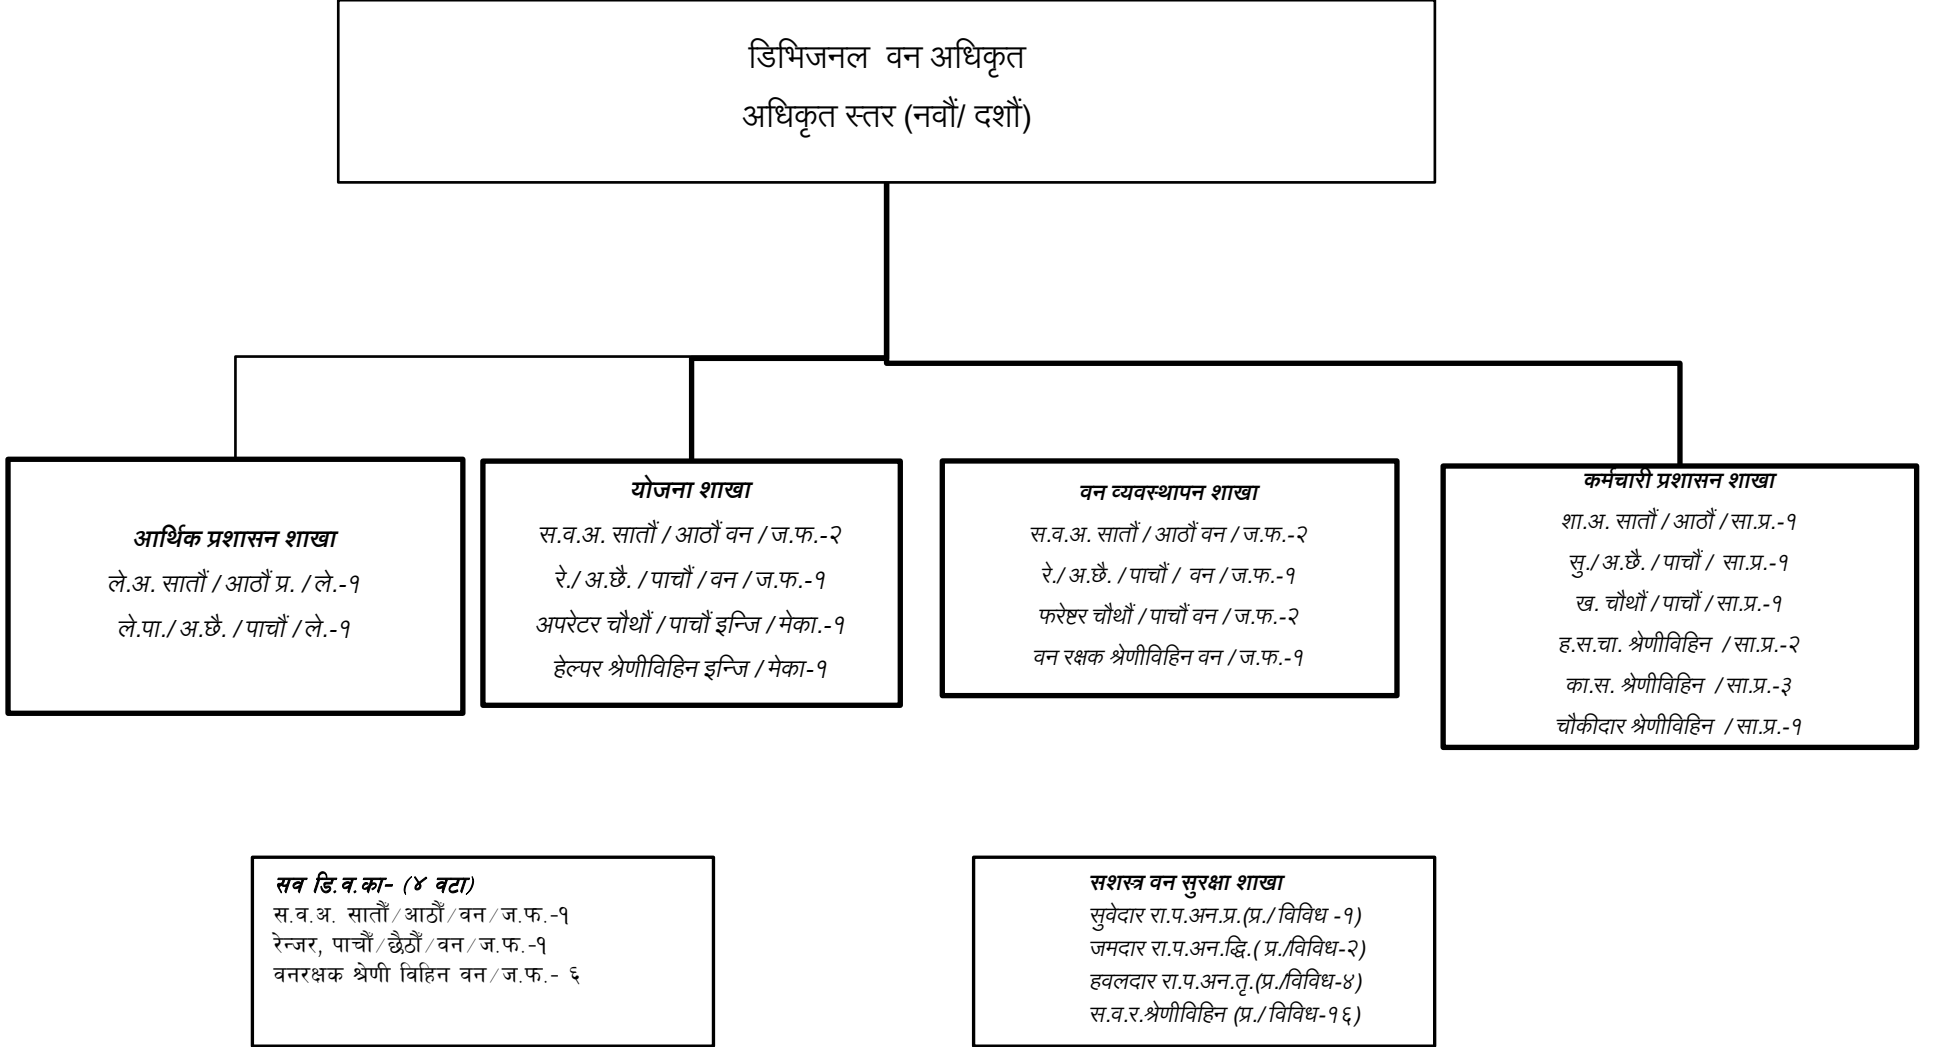 डिभिजनल वन अधिकृत
अधिकृत स्तर (नवौं/ दशौं)
आर्थिक प्रशासन शाखा
ले.अ. सातौं / आठौं प्र. / ले.-१
ले.पा./ अ.छै. / पाचौं / ले.-१
योजना शाखा
स.व.अ. सातौं / आठौं वन / ज.फ.-२
रे./ अ.छै. / पाचौं / वन / ज.फ.-१
अपरेटर चौथौं / पाचौं इन्जि / मेका.-१
हेल्पर श्रेणीविहिन इन्जि / मेका-१
वन व्यवस्थापन शाखा
स.व.अ. सातौं / आठौं वन / ज.फ.-२
रे./ अ.छै. / पाचौं / वन / ज.फ.-१
फरेष्टर चौथौं / पाचौं वन / ज.फ.-२
वन रक्षक श्रेणीविहिन वन / ज.फ.-१
कर्मचारी प्रशासन शाखा
शा.अ. सातौं / आठौं / सा.प्र.-१
सु./ अ.छै. / पाचौं / सा.प्र.-१
ख. चौथौं / पाचौं / सा.प्र.-१
ह.स.चा. श्रेणीविहिन / सा.प्र.-२
का.स. श्रेणीविहिन / सा.प्र.-३
चौकीदार श्रेणीविहिन / सा.प्र.-१
सव डि.व.का- (४ वटा)
स.व.अ. सातौँ/आठौँ/वन/ज.फ.-१
रेन्जर, पाचौँ/छैठौँ/वन/ज.फ.-१
वनरक्षक श्रेणी विहिन वन/ज.फ.- ६
सशस्त्र वन सुरक्षा शाखा
सुवेदार रा.प.अन.प्र.(प्र./ विविध -१)
जमदार रा.प.अन.द्धि.( प्र./विविध-२)
हवलदार रा.प.अन.तृ.(प्र./विविध-४)
स.व.र.श्रेणीविहिन (प्र./ विविध-१६)